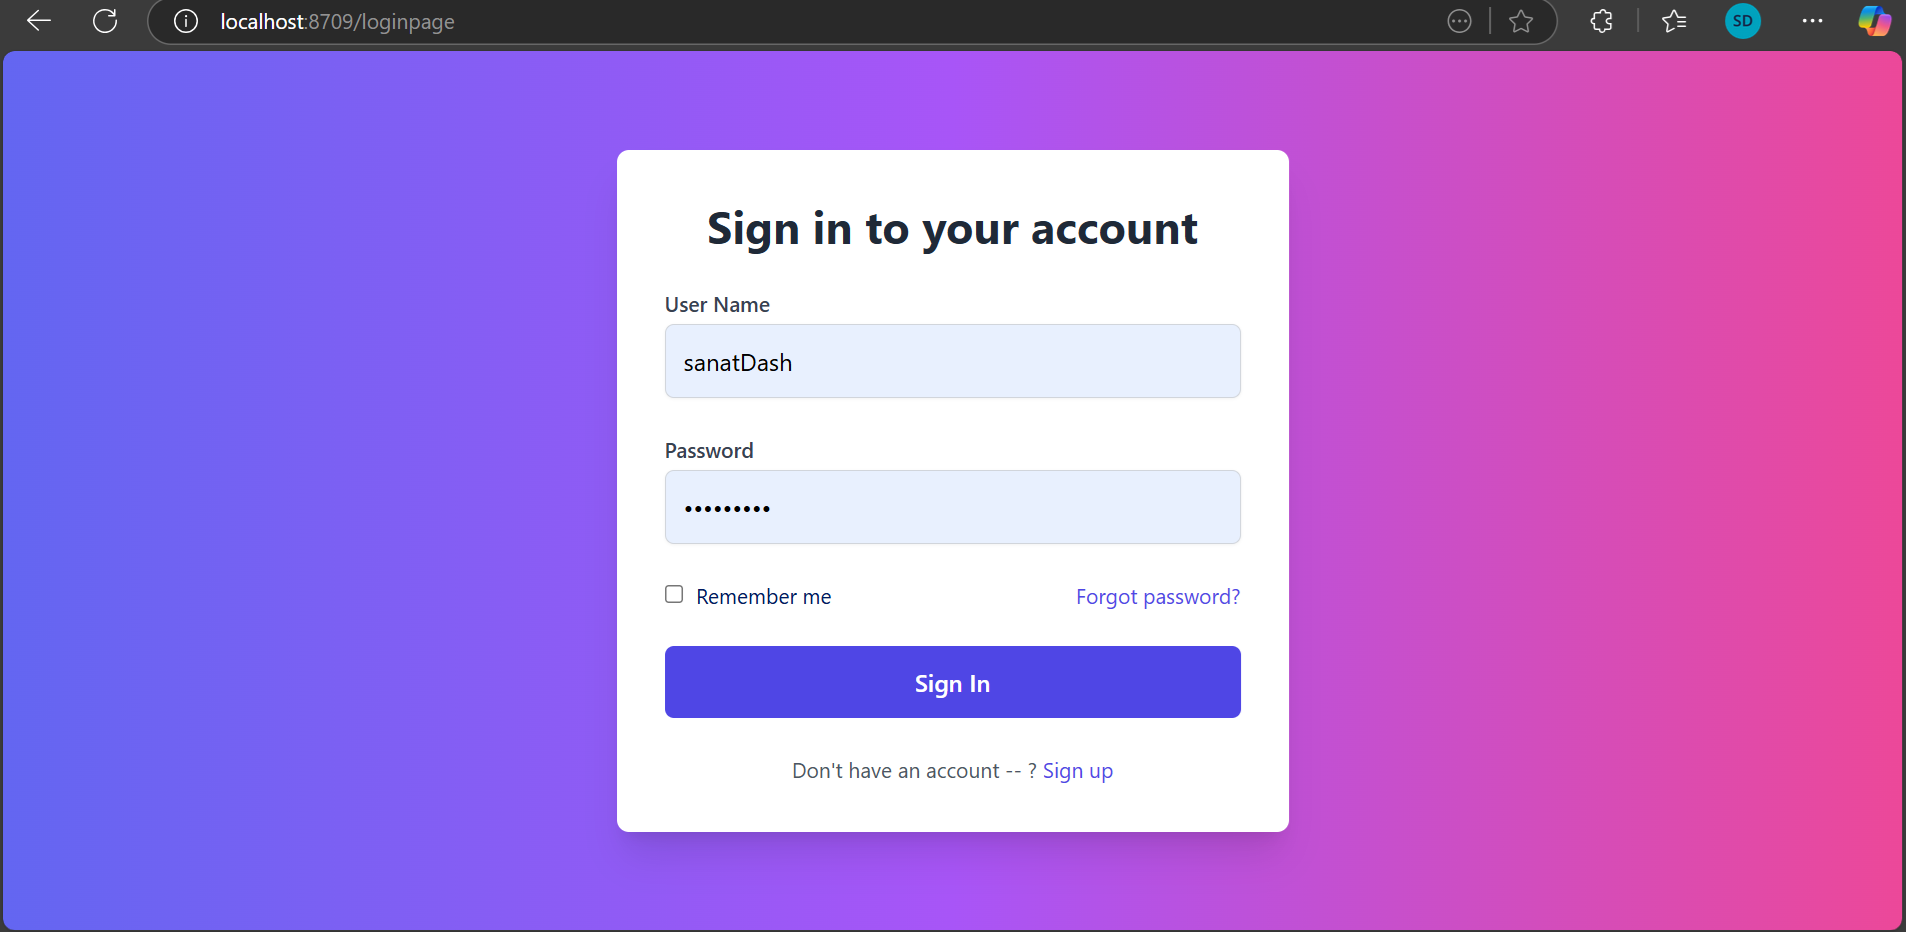 localhost:8709/loginpage
SD
Sign in to your account
User Name
sanatDash
Password
•••••••••
Remember me
Forgot password?
Sign In
Don't have an account -- ? Sign up